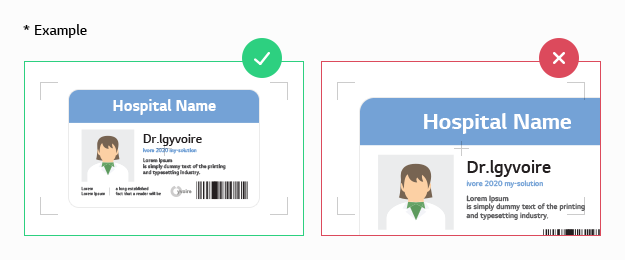 * Example
Hospital Name
Dr.lgyvoire
ivore 2020 my-solution
Lorem Ipsum
is simply dummy text of the printing
and typesetting industry.
Lorem
Lorem Ipsum
a long established
fact that a reader will be
Hospital Name
Dr.lgyvoire
ivore 2020 my-solution
Lorem Ipsum
is simply dummy text of the printing
and typesetting industry.